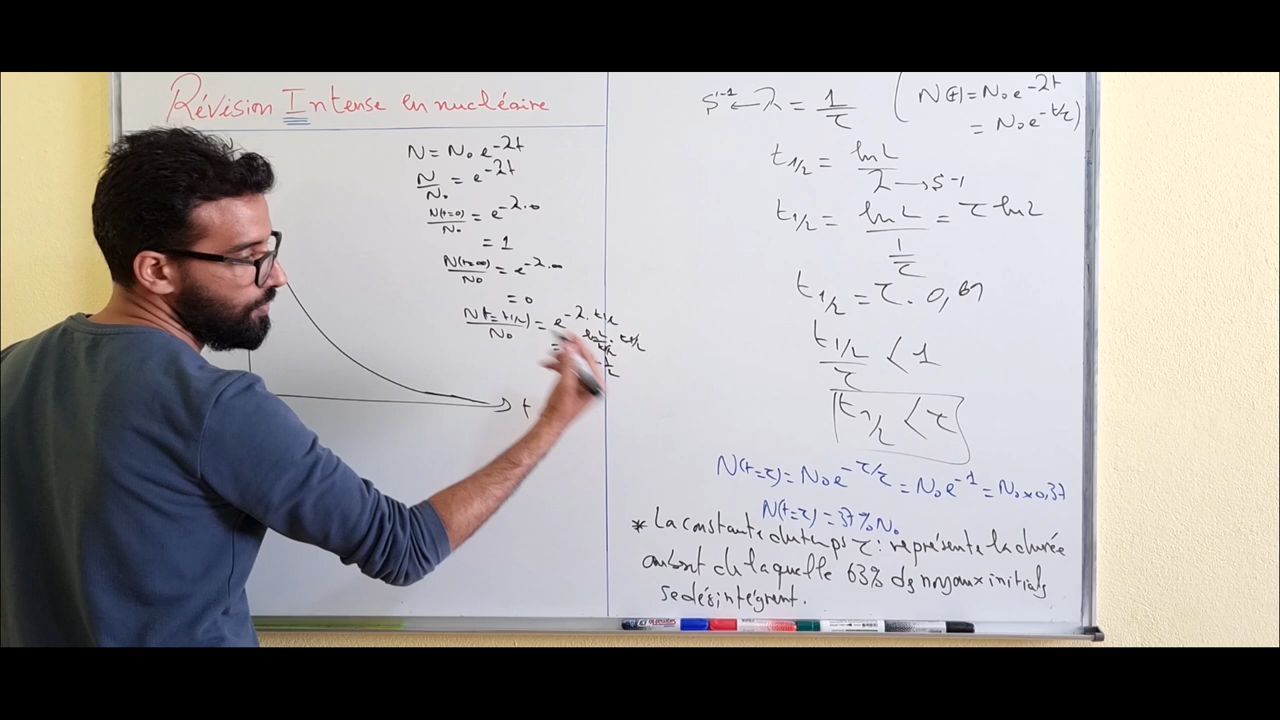 Révision Intense en nucléaire
N = N₀ e^-λt
N/N₀ = e^-λt
N(t=0)/N₀ = e^-λ.0
= 1
N(t=∞)/N₀ = e^-λ.∞
= 0
N(t=t1/2)/N₀ = e^-λ.t1/2
t
S^-1 ← λ = 1/τ
( N(t) = N₀ e^-λt
= N₀ e^-t/τ )
t1/2 = ln2/λ → S^-1
t1/2 = ln2/(1/τ) = τ ln2
t1/2 = τ . 0,69
t1/2/τ < 1
t1/2 < τ
N(t=τ) = N₀ e^-τ/τ = N₀ e^-1 = N₀ × 0,37
N(t=τ) = 37% N₀
* La constante du temps τ : représente la durée
au bout de laquelle 63% de noyaux initials
se désintégrent.